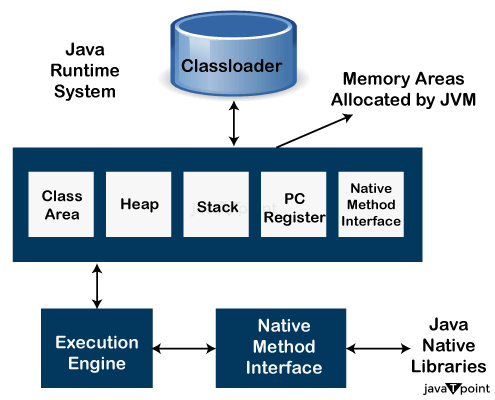 Java
Runtime
System
Classloader
Memory Areas
Allocated by JVM
Class
Area
Heap
Stack
PC
Register
Native
Method
Interface
Execution
Engine
Native
Method
Interface
Java
Native
Libraries
javaTpoint